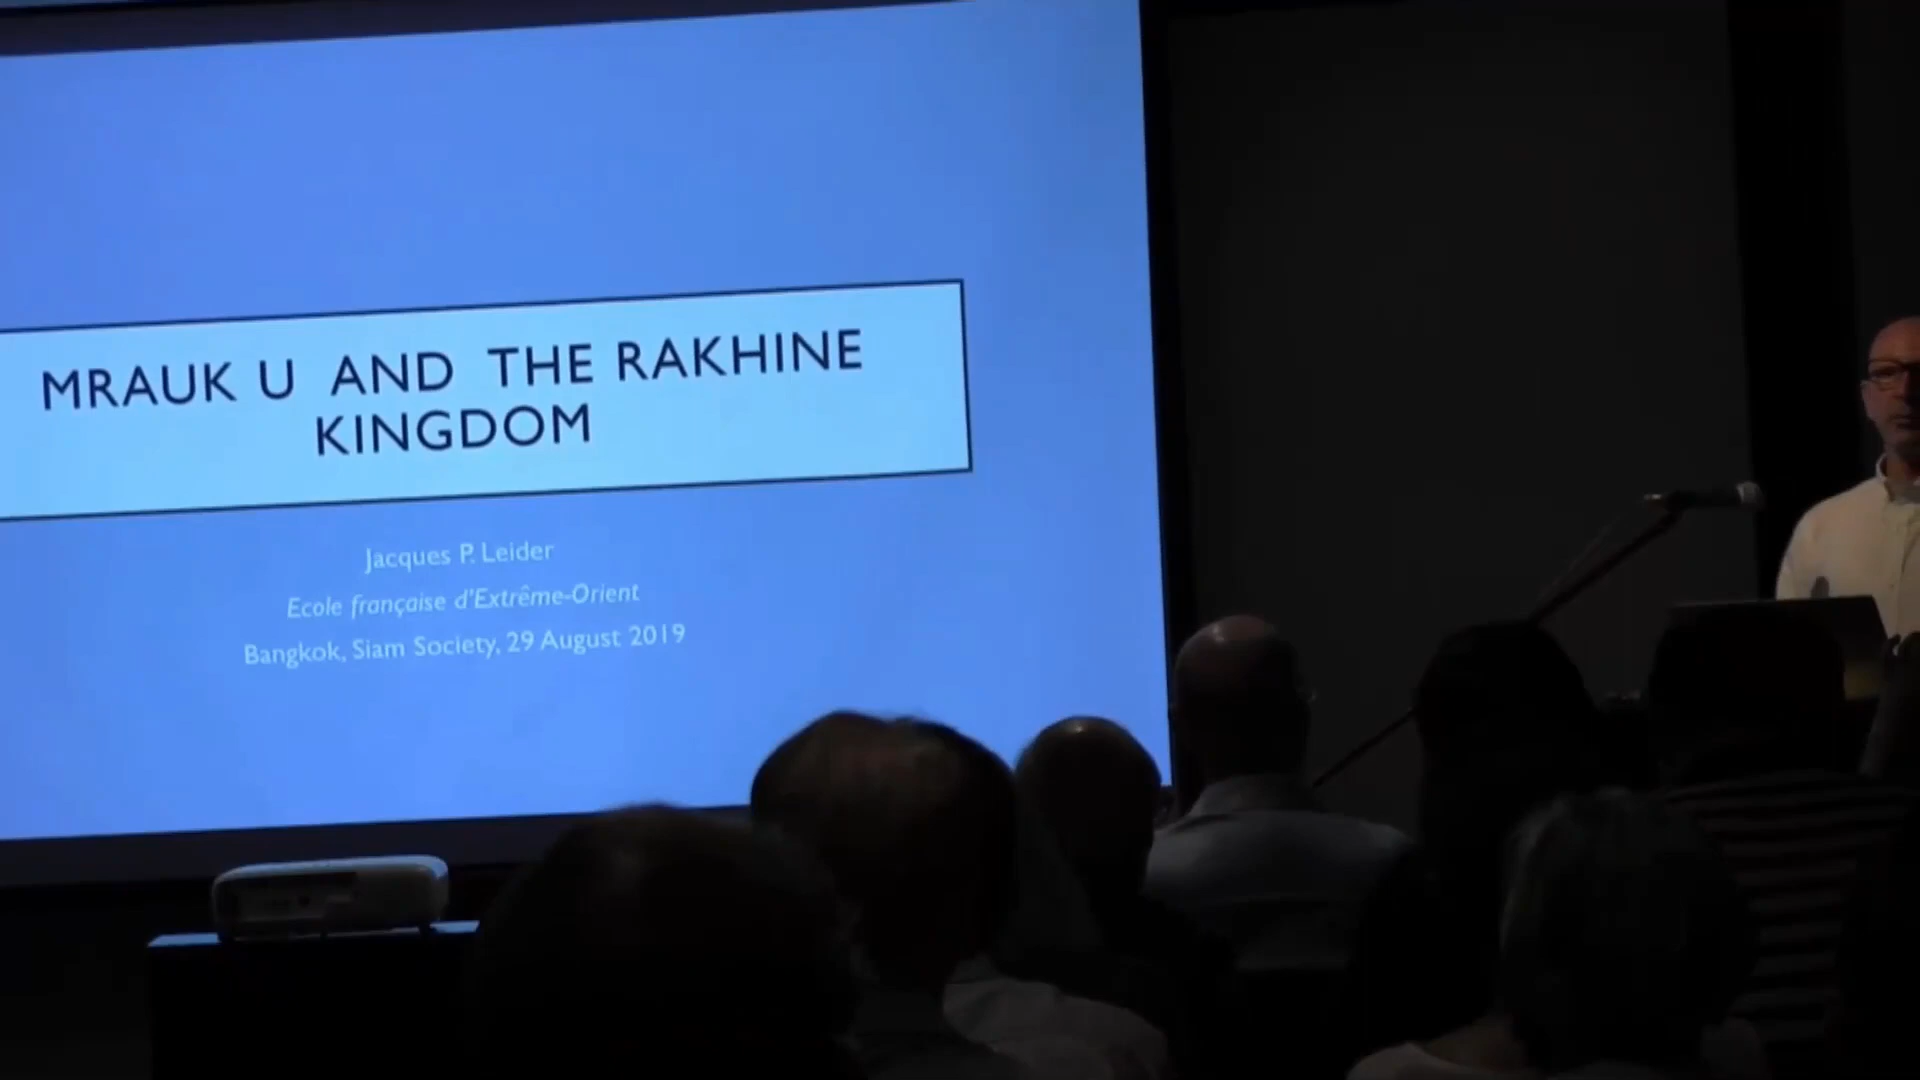 MRAUK U AND THE RAKHINE
KINGDOM
Jacques P. Leider
Ecole française d'Extrême-Orient
Bangkok, Siam Society, 29 August 2019